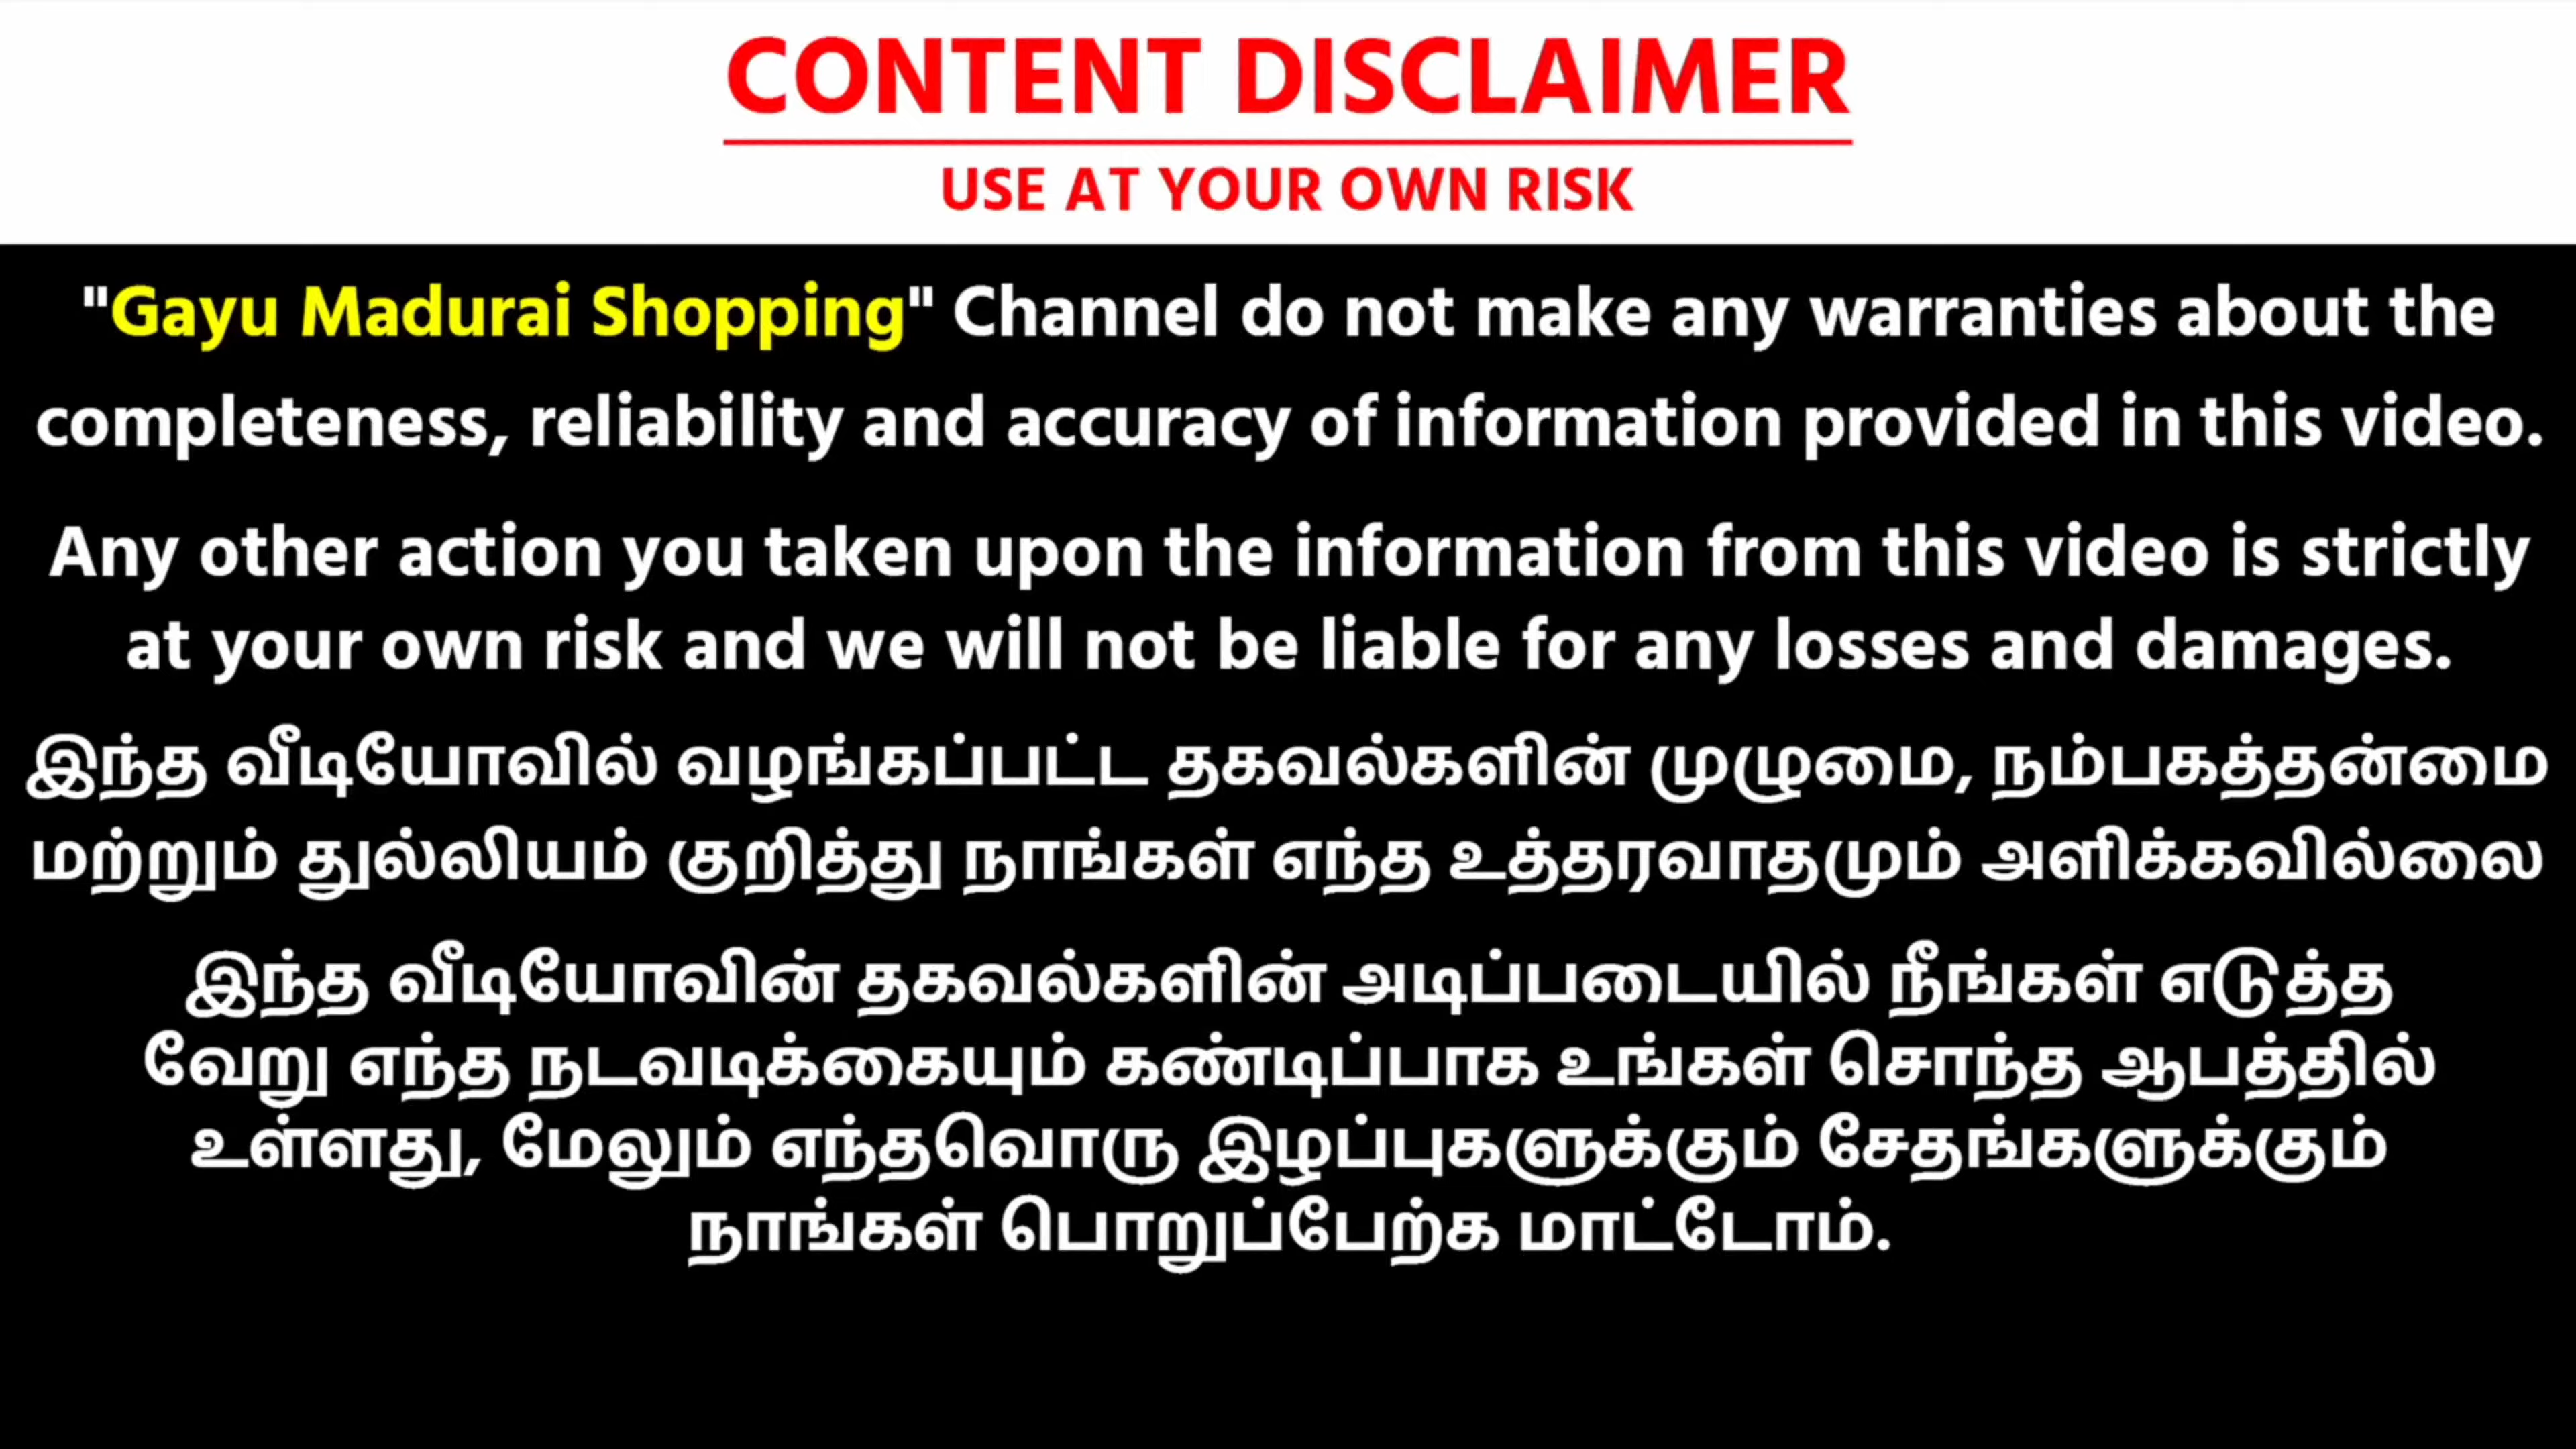 CONTENT DISCLAIMER
USE AT YOUR OWN RISK
"Gayu Madurai Shopping" Channel do not make any warranties about the
completeness, reliability and accuracy of information provided in this video.
Any other action you taken upon the information from this video is strictly
at your own risk and we will not be liable for any losses and damages.
இந்த வீடியோவில் வழங்கப்பட்ட தகவல்களின் முழுமை, நம்பகத்தன்மை
மற்றும் துல்லியம் குறித்து நாங்கள் எந்த உத்தரவாதமும் அளிக்கவில்லை
இந்த வீடியோவின் தகவல்களின் அடிப்படையில் நீங்கள் எடுத்த
வேறு எந்த நடவடிக்கையும் கண்டிப்பாக உங்கள் சொந்த ஆபத்தில்
உள்ளது, மேலும் எந்தவொரு இழப்புகளுக்கும் சேதங்களுக்கும்
நாங்கள் பொறுப்பேற்க மாட்டோம்.